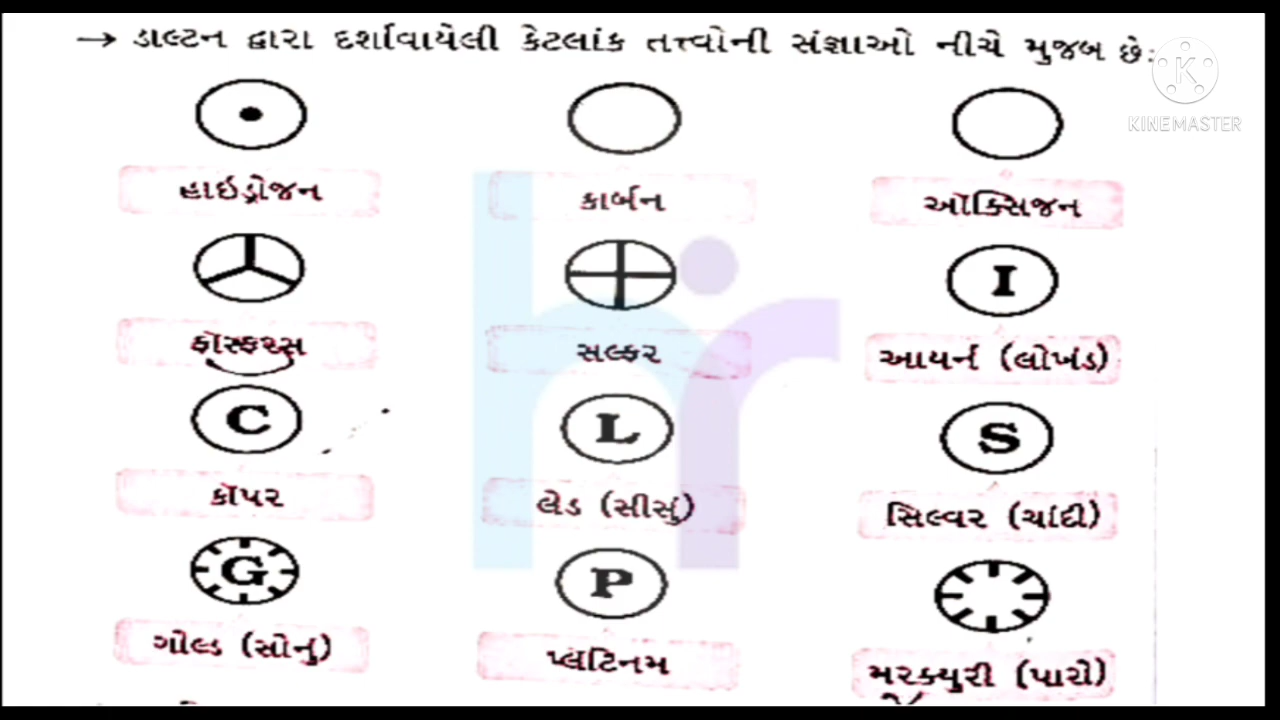 → ડાલ્ટન દ્વારા દર્શાવાયેલી કેટલાંક તત્ત્વોની સંજ્ઞાઓ નીચે મુજબ છે:
K
KINEMASTER
હાઇડ્રોજન કાર્બન ઑક્સિજન
I
ફૉસ્ફરસ સલ્ફર આયર્ન (લોખંડ)
C L S
કૉપર લેડ (સીસું) સિલ્વર (ચાંદી)
G P
ગોલ્ડ (સોનું) પ્લૅટિનમ મરક્યુરી (પારો)